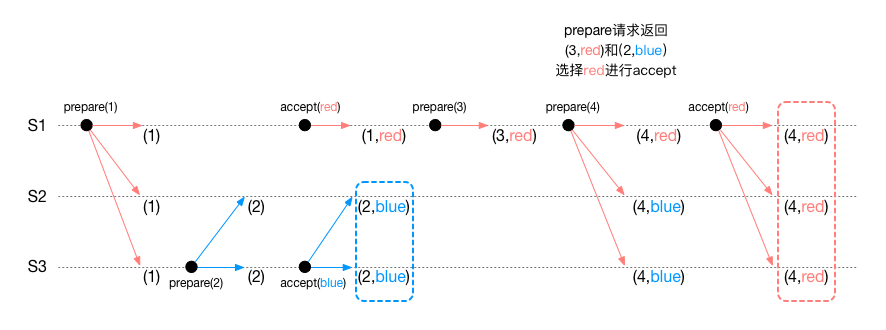 prepare请求返回
(3,red)和(2,blue)
选择red进行accept
prepare(1)
accept(red)
prepare(3)
prepare(4)
accept(red)
S1
(1)
(1,red)
(3,red)
(4,red)
(4,red)
S2
(1)
(2)
(2,blue)
(4,blue)
(4,red)
S3
(1)
(2)
(2,blue)
(4,blue)
(4,red)
prepare(2)
accept(blue)